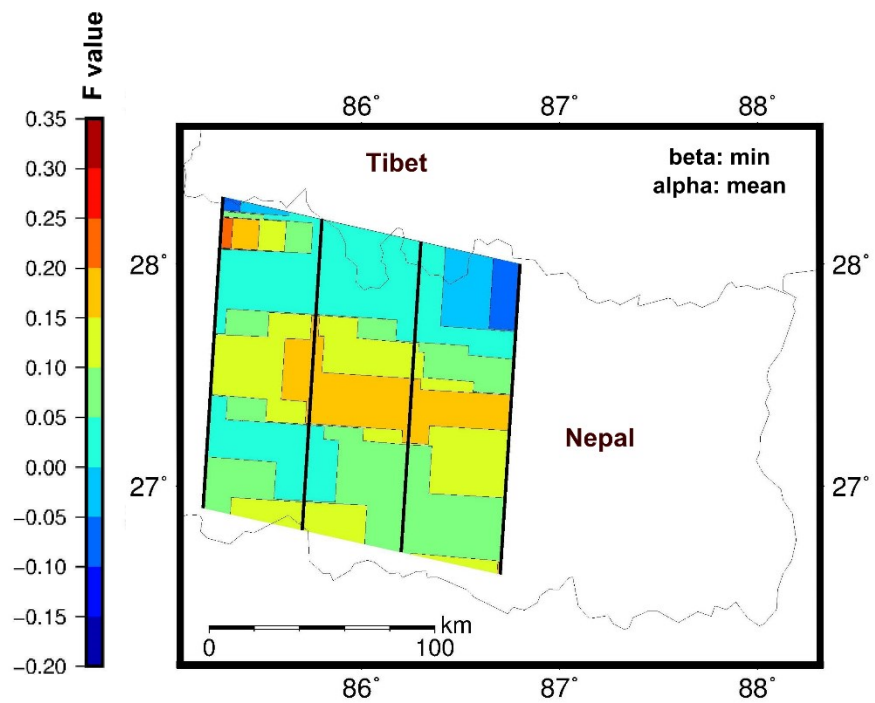 F value
0.35
0.30
0.25
0.20
0.15
0.10
0.05
0.00
−0.05
−0.10
−0.15
−0.20
86° 87° 88°
Tibet
beta: min
alpha: mean
28° 28°
Nepal
27° 27°
km
0 100
86° 87° 88°